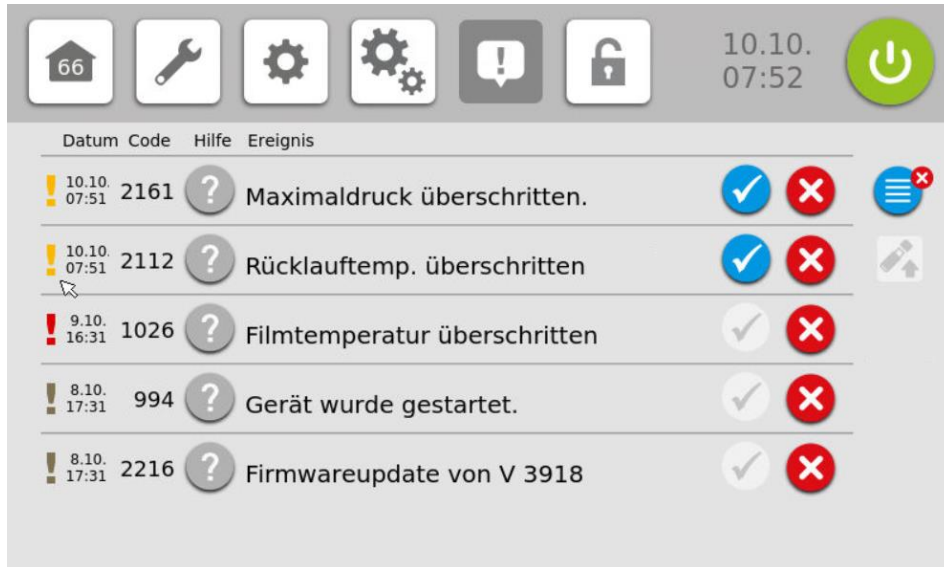 66
10.10.
07:52
Datum Code Hilfe Ereignis
10.10.
07:51 2161 ? Maximaldruck überschritten.
10.10.
07:51 2112 ? Rücklauftemp. überschritten
9.10.
16:31 1026 ? Filmtemperatur überschritten
8.10.
17:31 994 ? Gerät wurde gestartet.
8.10.
17:31 2216 ? Firmwareupdate von V 3918